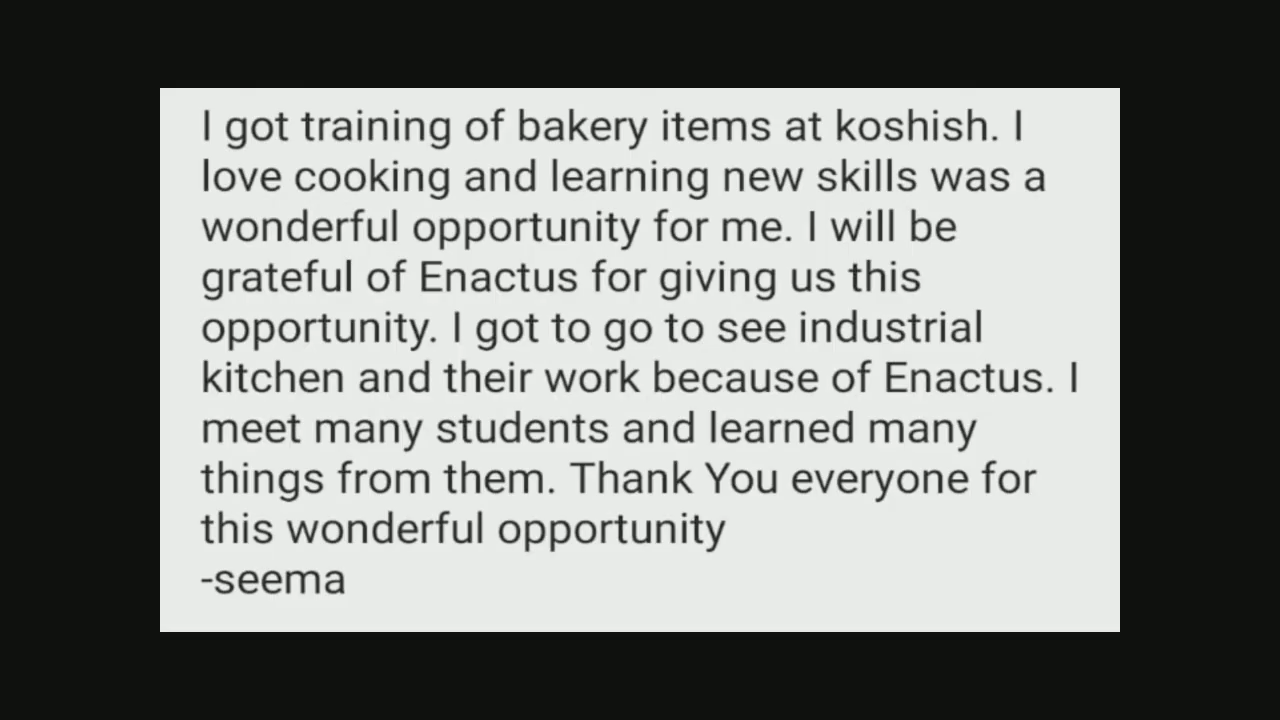 I got training of bakery items at koshish. I
love cooking and learning new skills was a
wonderful opportunity for me. I will be
grateful of Enactus for giving us this
opportunity. I got to go to see industrial
kitchen and their work because of Enactus. I
meet many students and learned many
things from them. Thank You everyone for
this wonderful opportunity
-seema